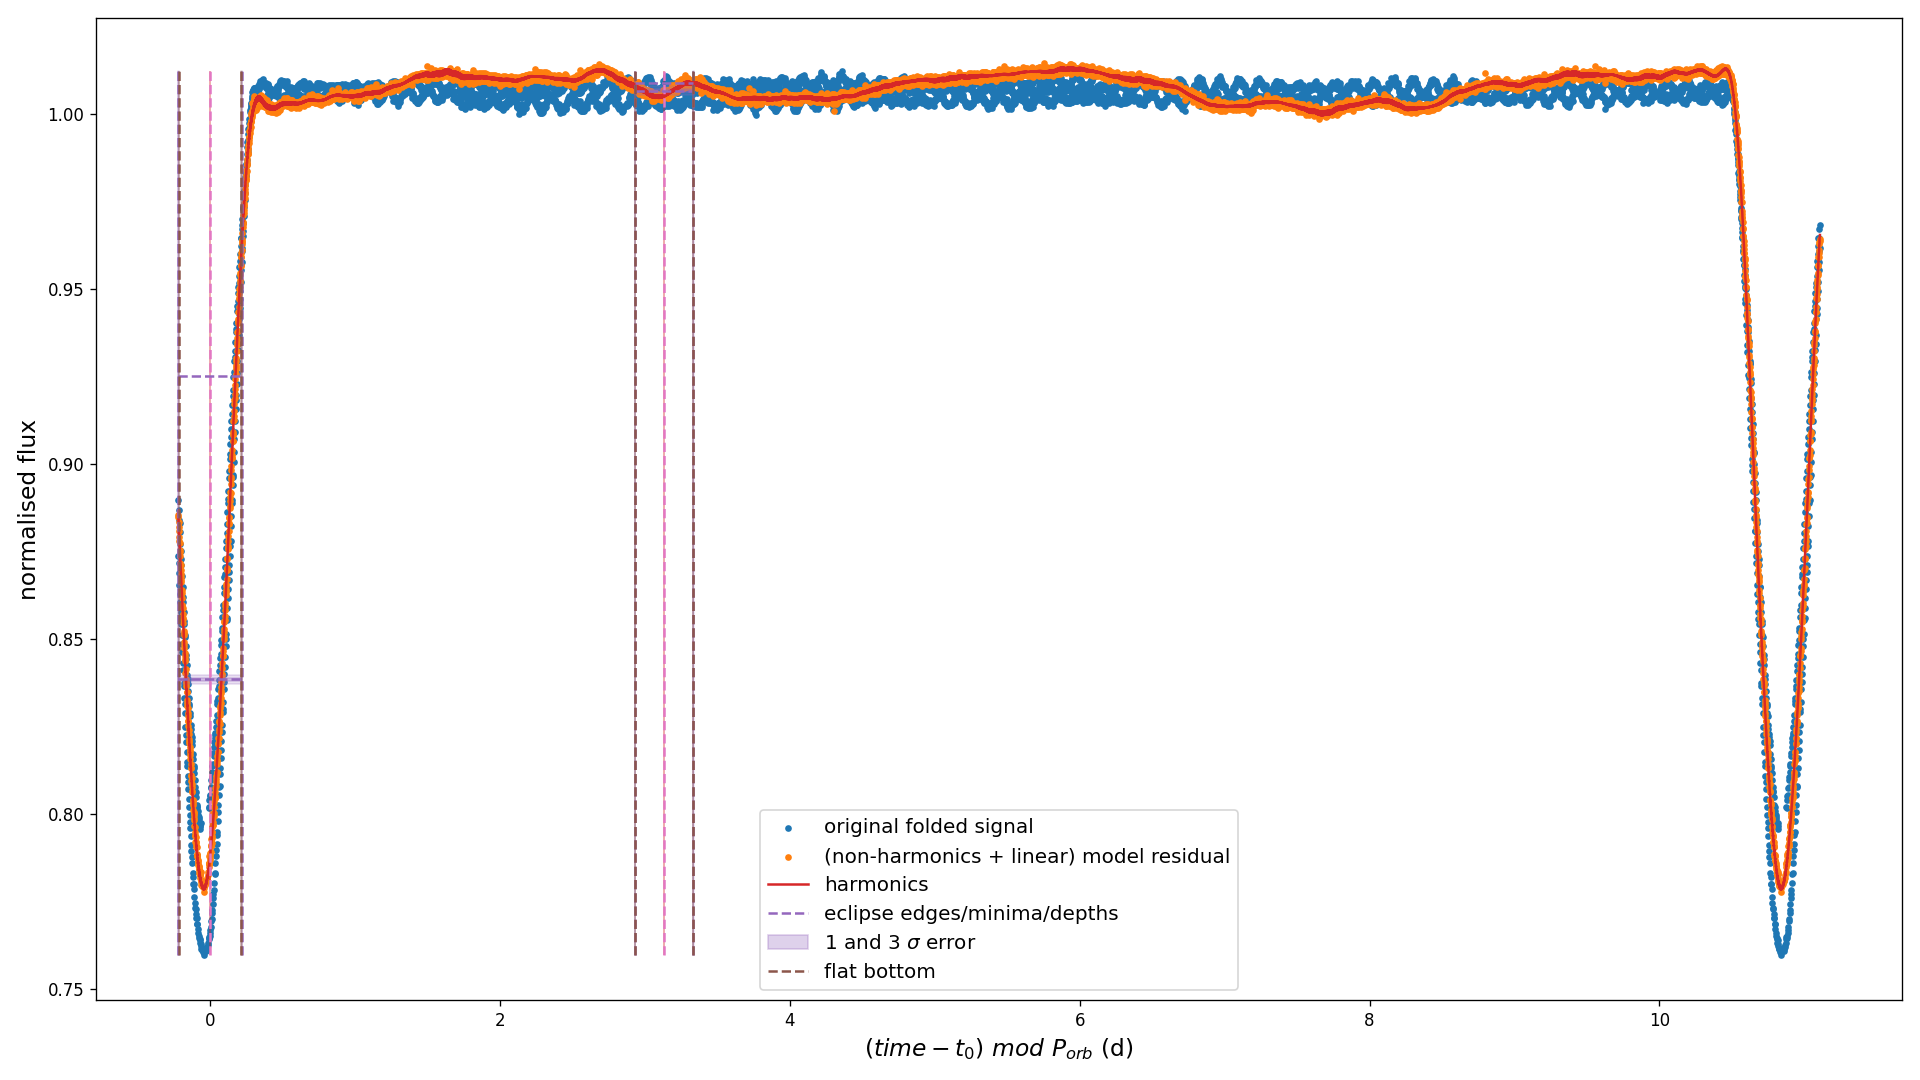 1.00
0.95
0.90
0.85
0.80
0.75
normalised flux
original folded signal
(non-harmonics + linear) model residual
harmonics
eclipse edges/minima/depths
1 and 3 σ error
flat bottom
0 2 4 6 8 10
(time − t₀) mod Pₒᵣb (d)